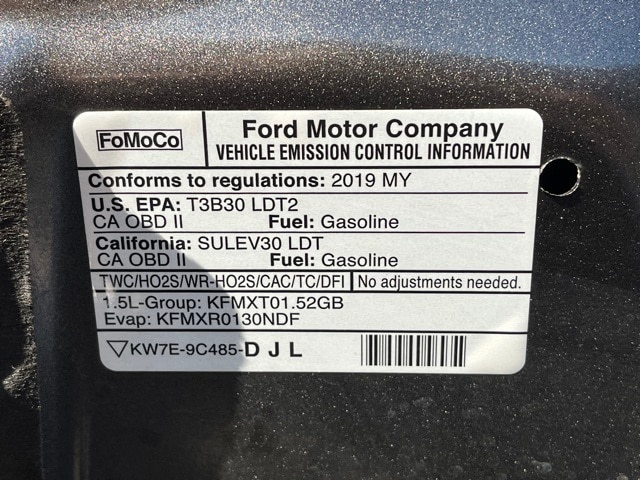 FoMoCo
Ford Motor Company
VEHICLE EMISSION CONTROL INFORMATION
Conforms to regulations: 2019 MY
U.S. EPA: T3B30 LDT2
CA OBD II Fuel: Gasoline
California: SULEV30 LDT
CA OBD II Fuel: Gasoline
TWC/HO2S/WR-HO2S/CAC/TC/DFI No adjustments needed.
1.5L-Group: KFMXT01.52GB
Evap: KFMXR0130NDF
KW7E-9C485-D J L